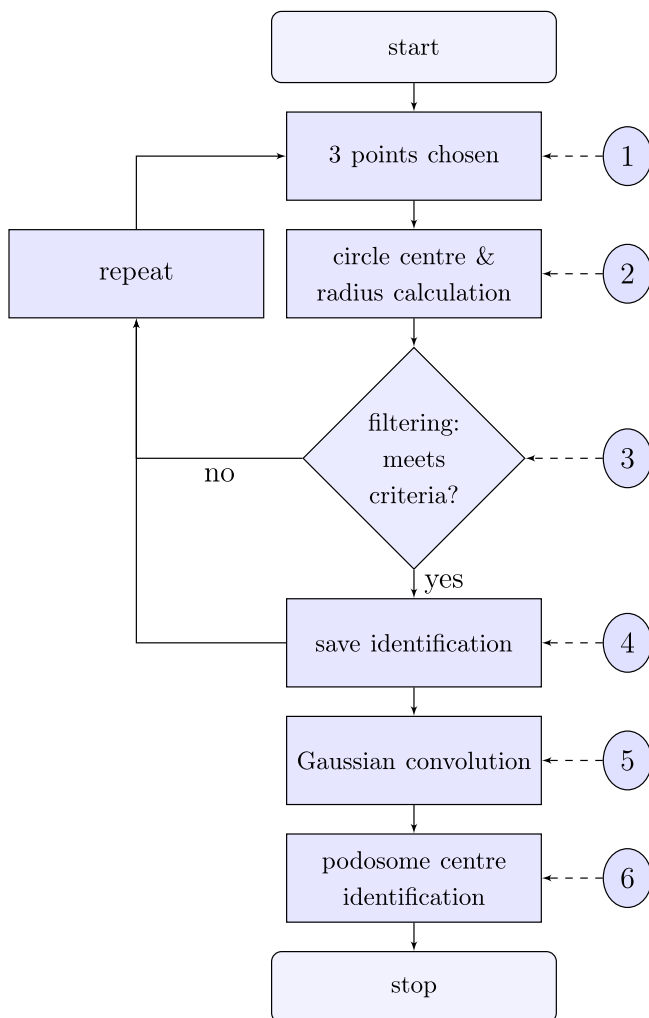 start
3 points chosen
1
repeat
circle centre &
radius calculation
2
filtering:
meets
criteria?
3
no
yes
save identification
4
Gaussian convolution
5
podosome centre
identification
6
stop